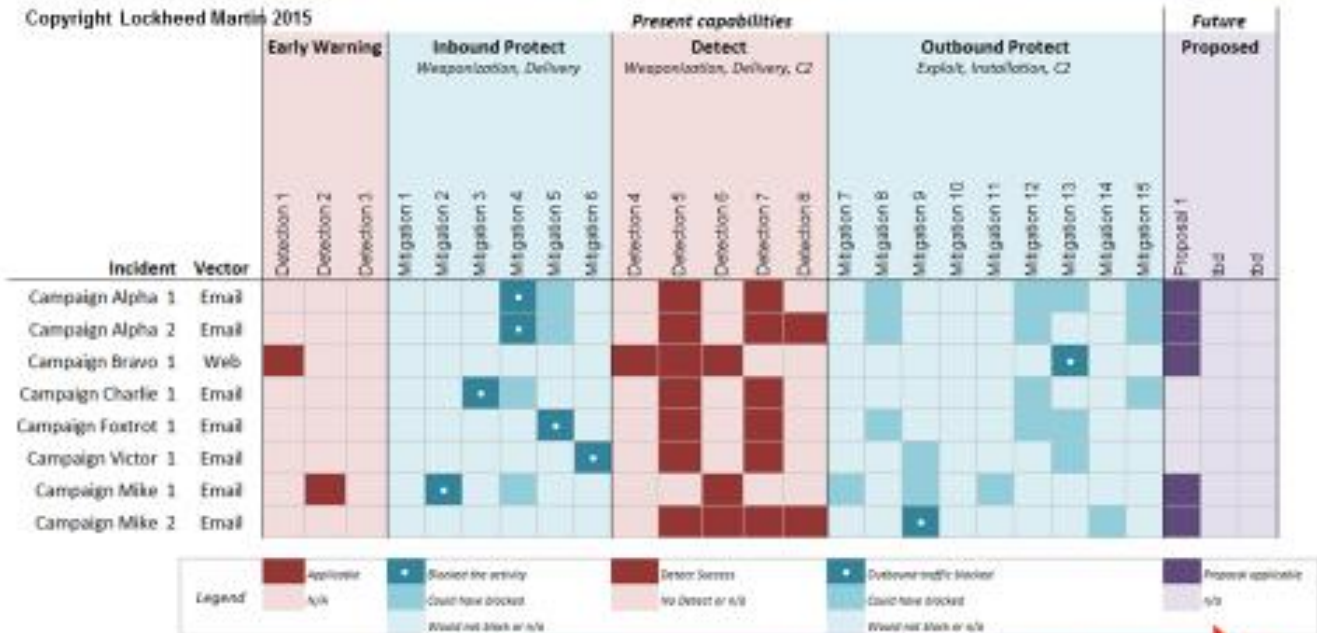 Copyright Lockheed Martin 2015
Present capabilities
Future
Early Warning
Inbound Protect
Detect
Outbound Protect
Proposed
Weaponization, Delivery
Weaponization, Delivery, C2
Exploit, Installation, C2
Incident Vector Detection 1 Detection 2 Detection 3 Mitigation 1 Mitigation 2 Mitigation 3 Mitigation 4 Mitigation 5 Mitigation 6 Detection 4 Detection 5 Detection 6 Detection 7 Detection 8 Mitigation 7 Mitigation 8 Mitigation 9 Mitigation 10 Mitigation 11 Mitigation 12 Mitigation 13 Mitigation 14 Mitigation 15 Proposal 1 tbd tbd
Campaign Alpha 1 Email
Campaign Alpha 2 Email
Campaign Bravo 1 Web
Campaign Charlie 1 Email
Campaign Foxtrot 1 Email
Campaign Victor 1 Email
Campaign Mike 1 Email
Campaign Mike 2 Email
Legend
Applicable
N/A
Blocked the activity
Could have blocked
Would not block or n/a
Detect Success
No Detect or n/a
Outbound traffic blocked
Could have blocked
Would not block or n/a
Proposal applicable
n/a